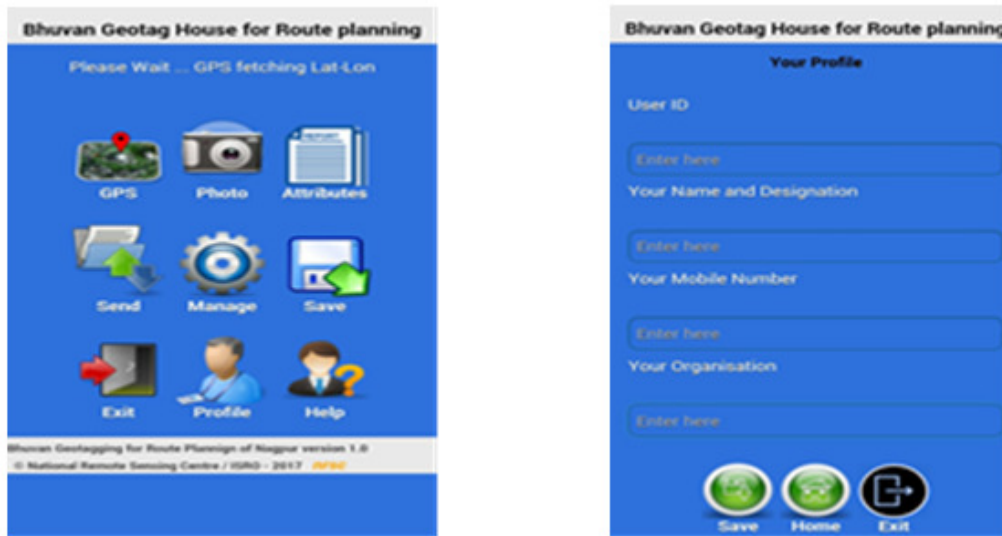 Bhuvan Geotag House for Route planning
Please Wait ... GPS fetching Lat-Lon
GPS
Photo
REPORT
Attributes
Send
Manage
Save
Exit
Profile
Help
Bhuvan Geotagging for Route Plannign of Nagpur version 1.0
© National Remote Sensing Centre / ISRO - 2017 nrsc
Bhuvan Geotag House for Route planning
Your Profile
User ID
Enter here
Your Name and Designation
Enter here
Your Mobile Number
Enter here
Your Organisation
Enter here
Save
Home
Exit